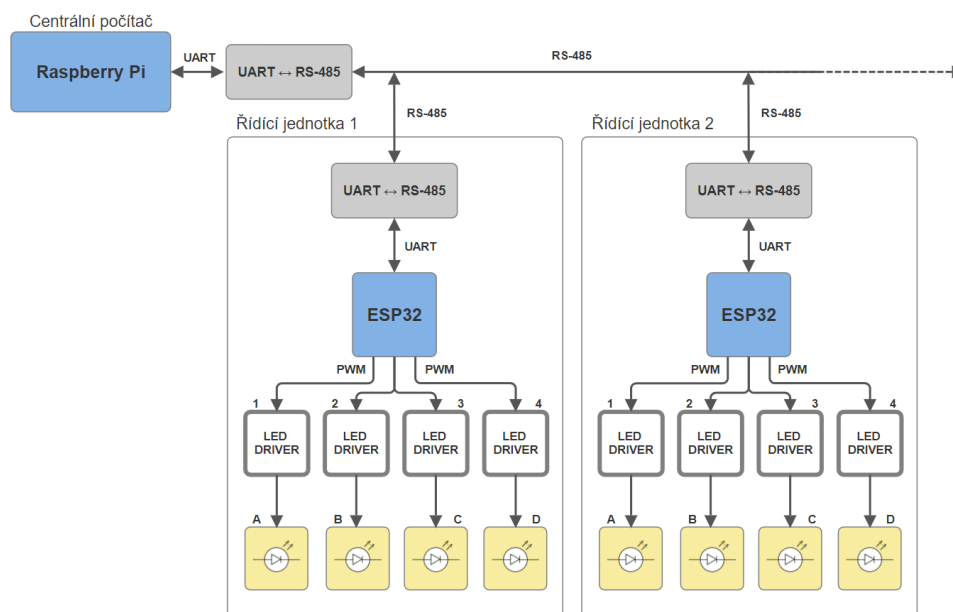 Centrální počítač
Raspberry Pi
UART
UART ↔ RS-485
RS-485
RS-485
RS-485
Řídící jednotka 1
UART ↔ RS-485
UART
ESP32
PWM
PWM
1
2
3
4
LED
DRIVER
LED
DRIVER
LED
DRIVER
LED
DRIVER
A
B
C
D
Řídící jednotka 2
UART ↔ RS-485
UART
ESP32
PWM
PWM
1
2
3
4
LED
DRIVER
LED
DRIVER
LED
DRIVER
LED
DRIVER
A
B
C
D